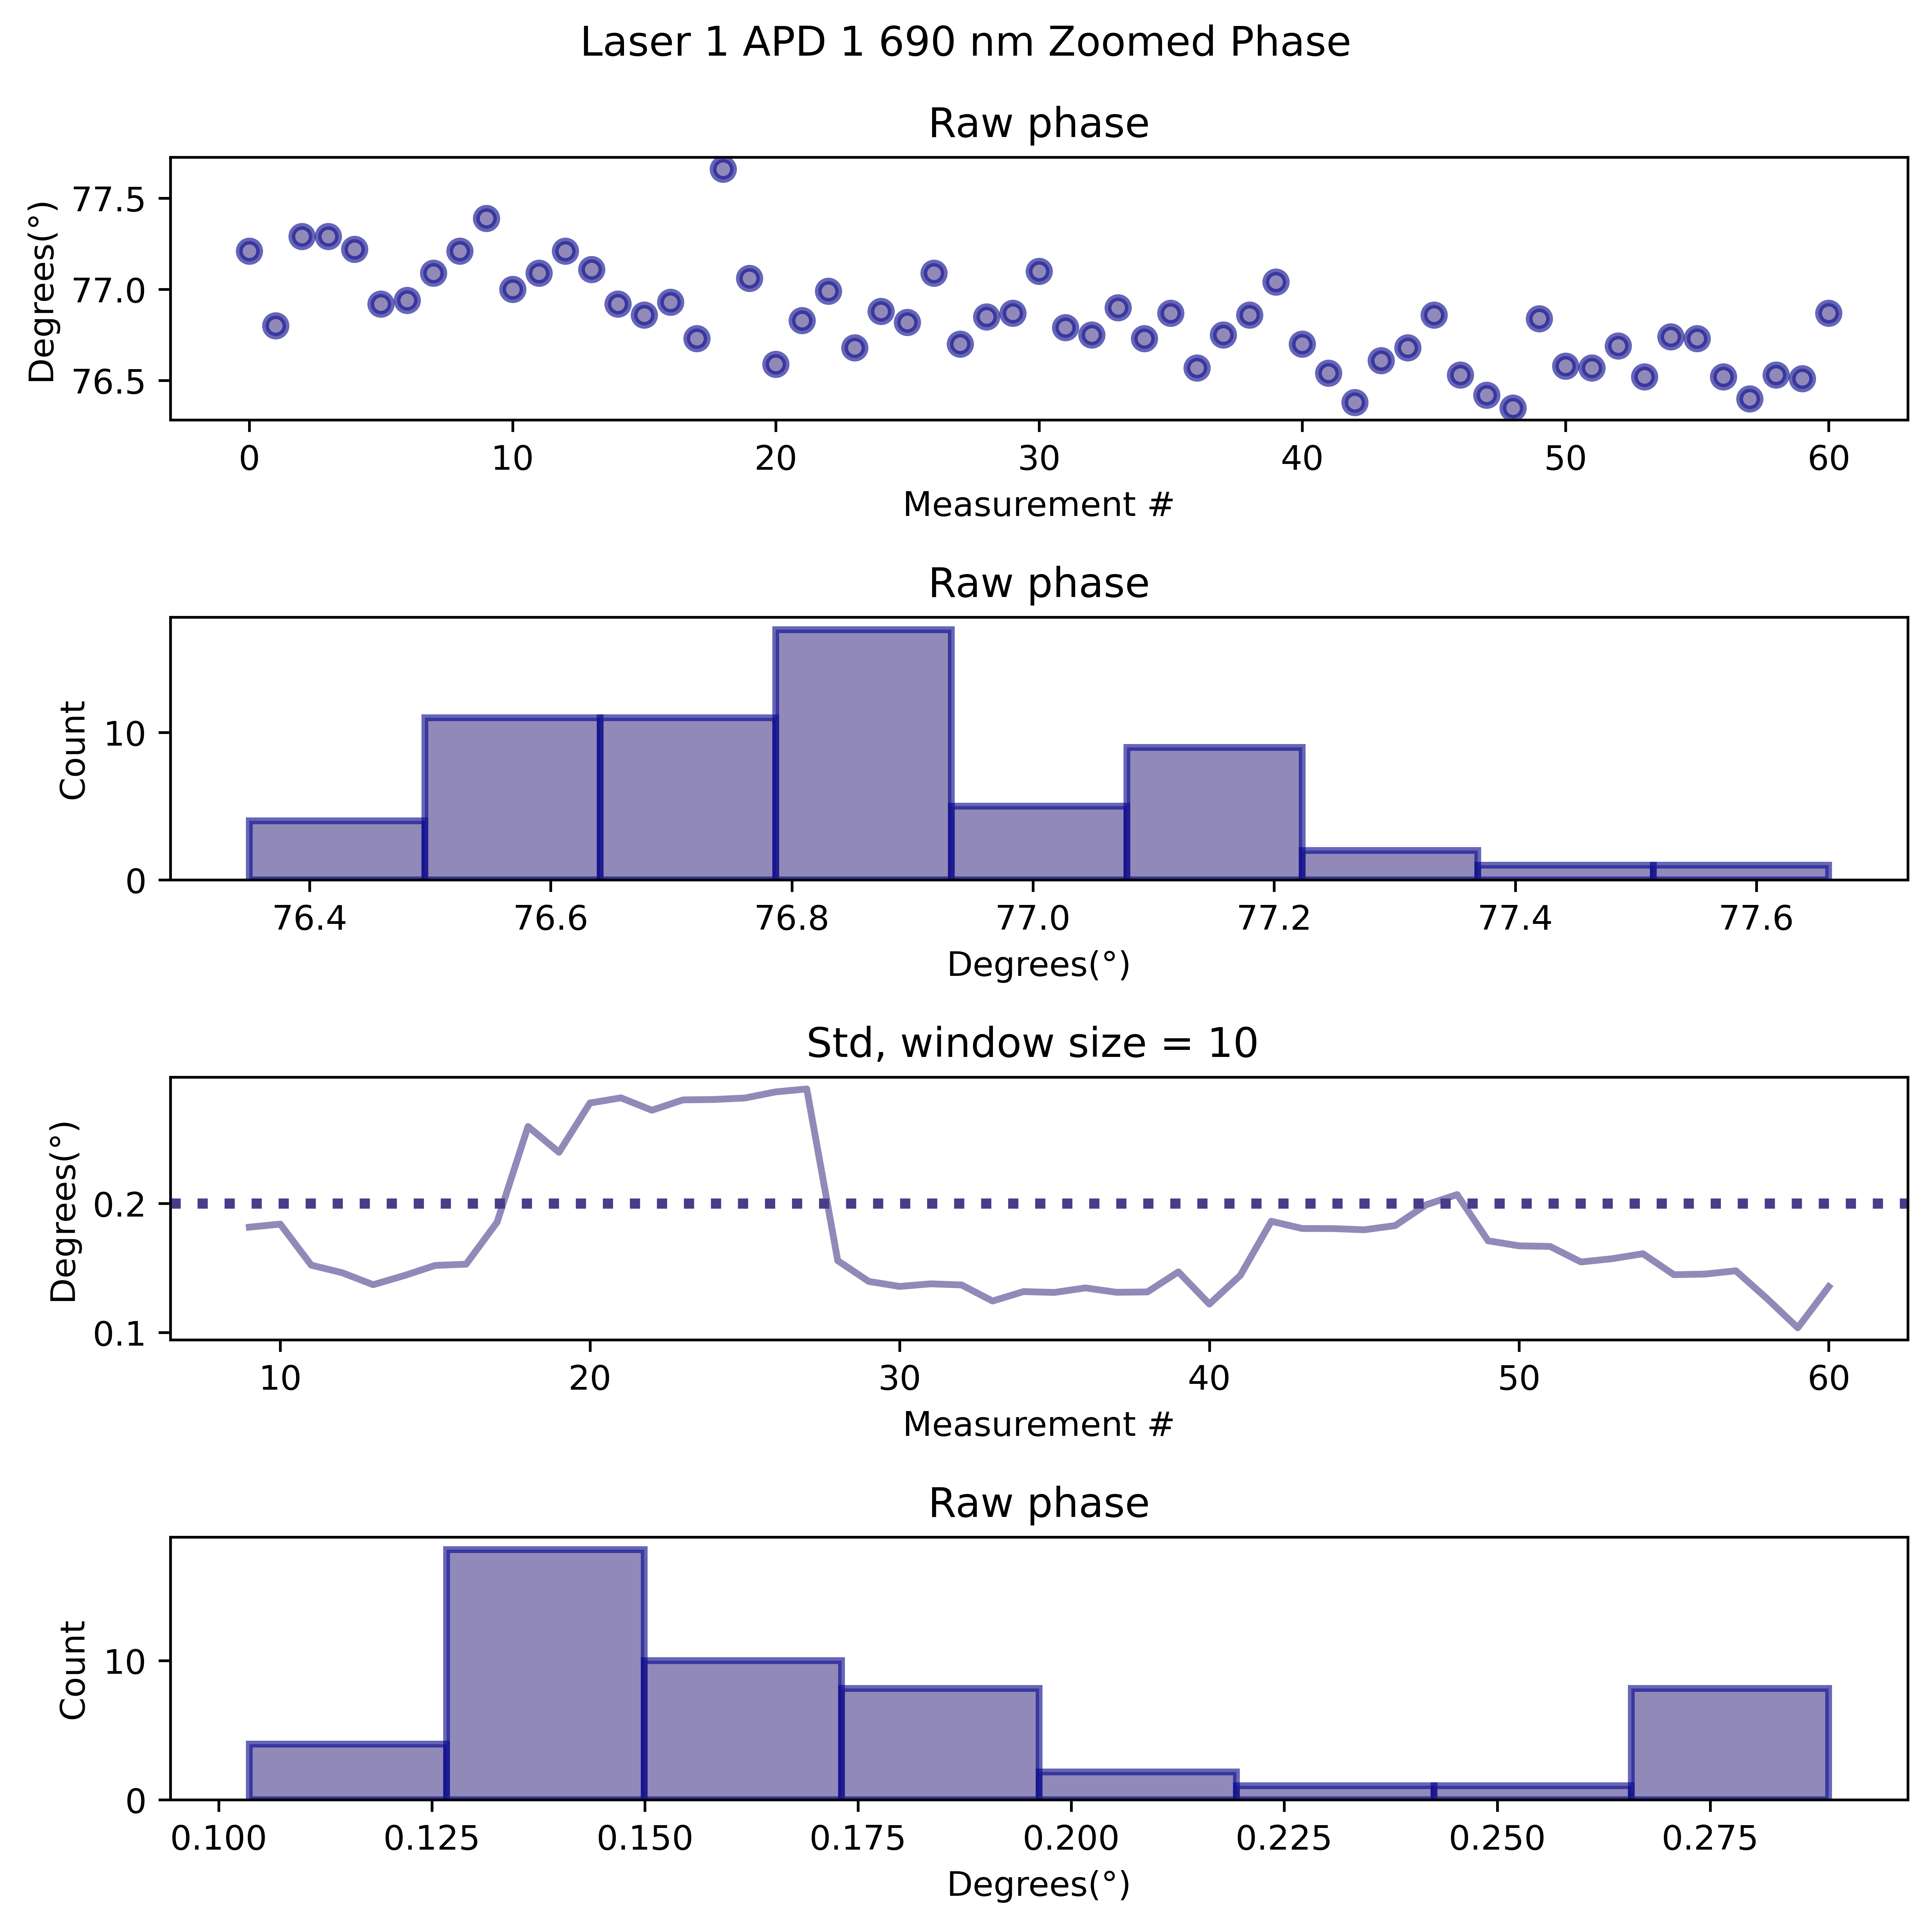 Laser 1 APD 1 690 nm Zoomed Phase
Raw phase
Degrees(°)
77.5
77.0
76.5
0 10 20 30 40 50 60
Measurement #
Raw phase
Count
10
0
76.4 76.6 76.8 77.0 77.2 77.4 77.6
Degrees(°)
Std, window size = 10
Degrees(°)
0.2
0.1
10 20 30 40 50 60
Measurement #
Raw phase
Count
10
0
0.100 0.125 0.150 0.175 0.200 0.225 0.250 0.275
Degrees(°)